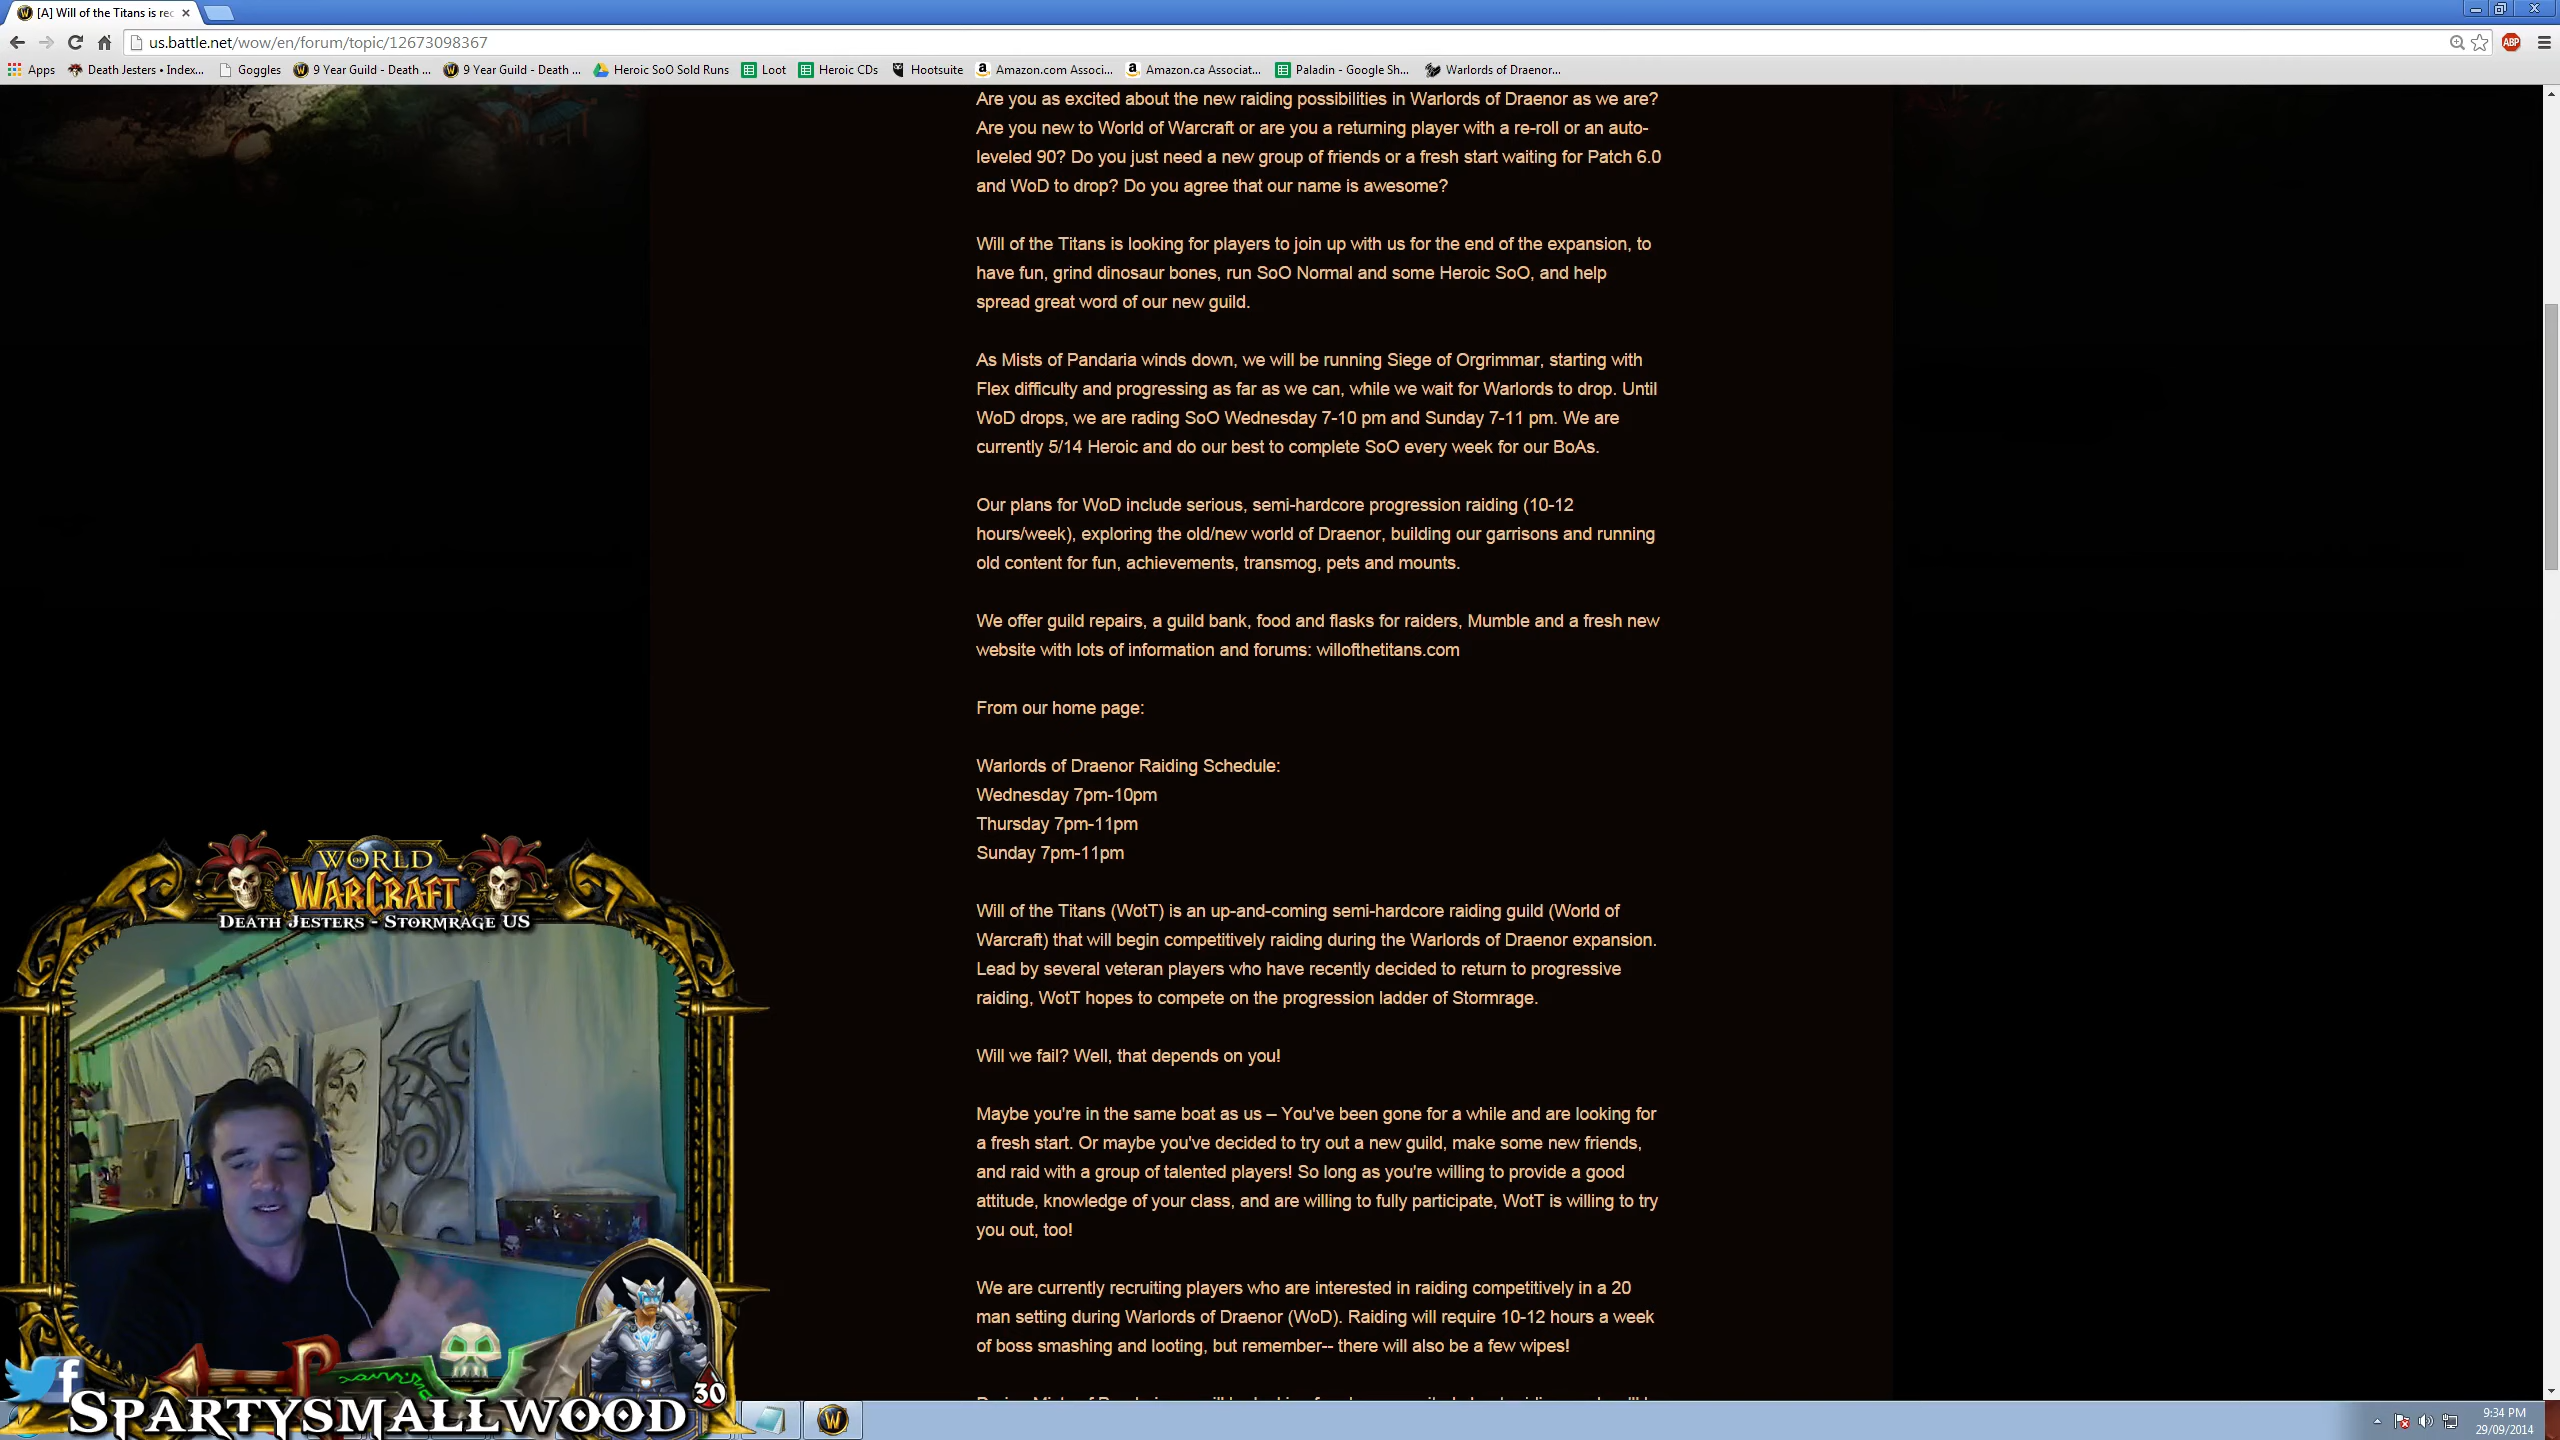 [A] Will of the Titans is rec
us.battle.net/wow/en/forum/topic/12673098367
ABP
Apps Death Jesters • Index... Goggles 9 Year Guild - Death ... 9 Year Guild - Death ... Heroic SoO Sold Runs Loot Heroic CDs Hootsuite Amazon.com Associ... Amazon.ca Associat... Paladin - Google Sh... Warlords of Draenor...
Are you as excited about the new raiding possibilities in Warlords of Draenor as we are?
Are you new to World of Warcraft or are you a returning player with a re-roll or an auto-
leveled 90? Do you just need a new group of friends or a fresh start waiting for Patch 6.0
and WoD to drop? Do you agree that our name is awesome?
Will of the Titans is looking for players to join up with us for the end of the expansion, to
have fun, grind dinosaur bones, run SoO Normal and some Heroic SoO, and help
spread great word of our new guild.
As Mists of Pandaria winds down, we will be running Siege of Orgrimmar, starting with
Flex difficulty and progressing as far as we can, while we wait for Warlords to drop. Until
WoD drops, we are rading SoO Wednesday 7-10 pm and Sunday 7-11 pm. We are
currently 5/14 Heroic and do our best to complete SoO every week for our BoAs.
Our plans for WoD include serious, semi-hardcore progression raiding (10-12
hours/week), exploring the old/new world of Draenor, building our garrisons and running
old content for fun, achievements, transmog, pets and mounts.
We offer guild repairs, a guild bank, food and flasks for raiders, Mumble and a fresh new
website with lots of information and forums: willofthetitans.com
From our home page:
Warlords of Draenor Raiding Schedule:
Wednesday 7pm-10pm
Thursday 7pm-11pm
Sunday 7pm-11pm
Will of the Titans (WotT) is an up-and-coming semi-hardcore raiding guild (World of
Warcraft) that will begin competitively raiding during the Warlords of Draenor expansion.
Lead by several veteran players who have recently decided to return to progressive
raiding, WotT hopes to compete on the progression ladder of Stormrage.
Will we fail? Well, that depends on you!
Maybe you're in the same boat as us – You've been gone for a while and are looking for
a fresh start. Or maybe you've decided to try out a new guild, make some new friends,
and raid with a group of talented players! So long as you're willing to provide a good
attitude, knowledge of your class, and are willing to fully participate, WotT is willing to try
you out, too!
We are currently recruiting players who are interested in raiding competitively in a 20
man setting during Warlords of Draenor (WoD). Raiding will require 10-12 hours a week
of boss smashing and looting, but remember-- there will also be a few wipes!
WORLD
OF
WARCRAFT
DEATH JESTERS - STORMRAGE US
30
SPARTYSMALLWOOD
9:34 PM
29/09/2014